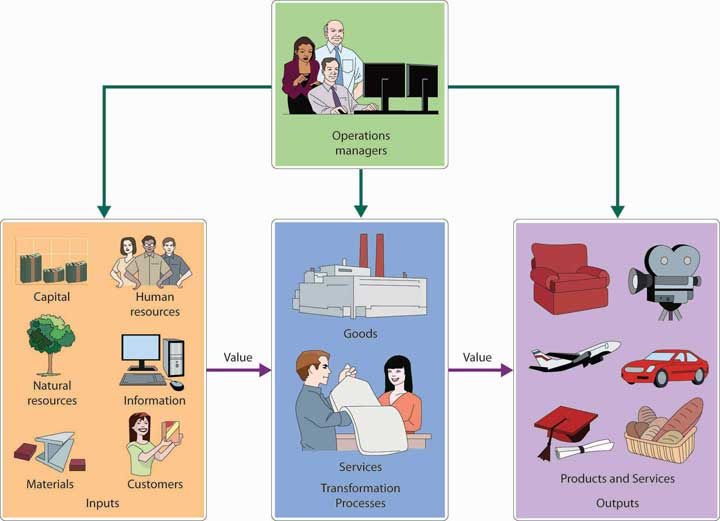 Operations
managers
Capital
Human
resources
Natural
resources
Information
Materials
Customers
Inputs
Value
Goods
Services
Transformation
Processes
Value
Products and Services
Outputs